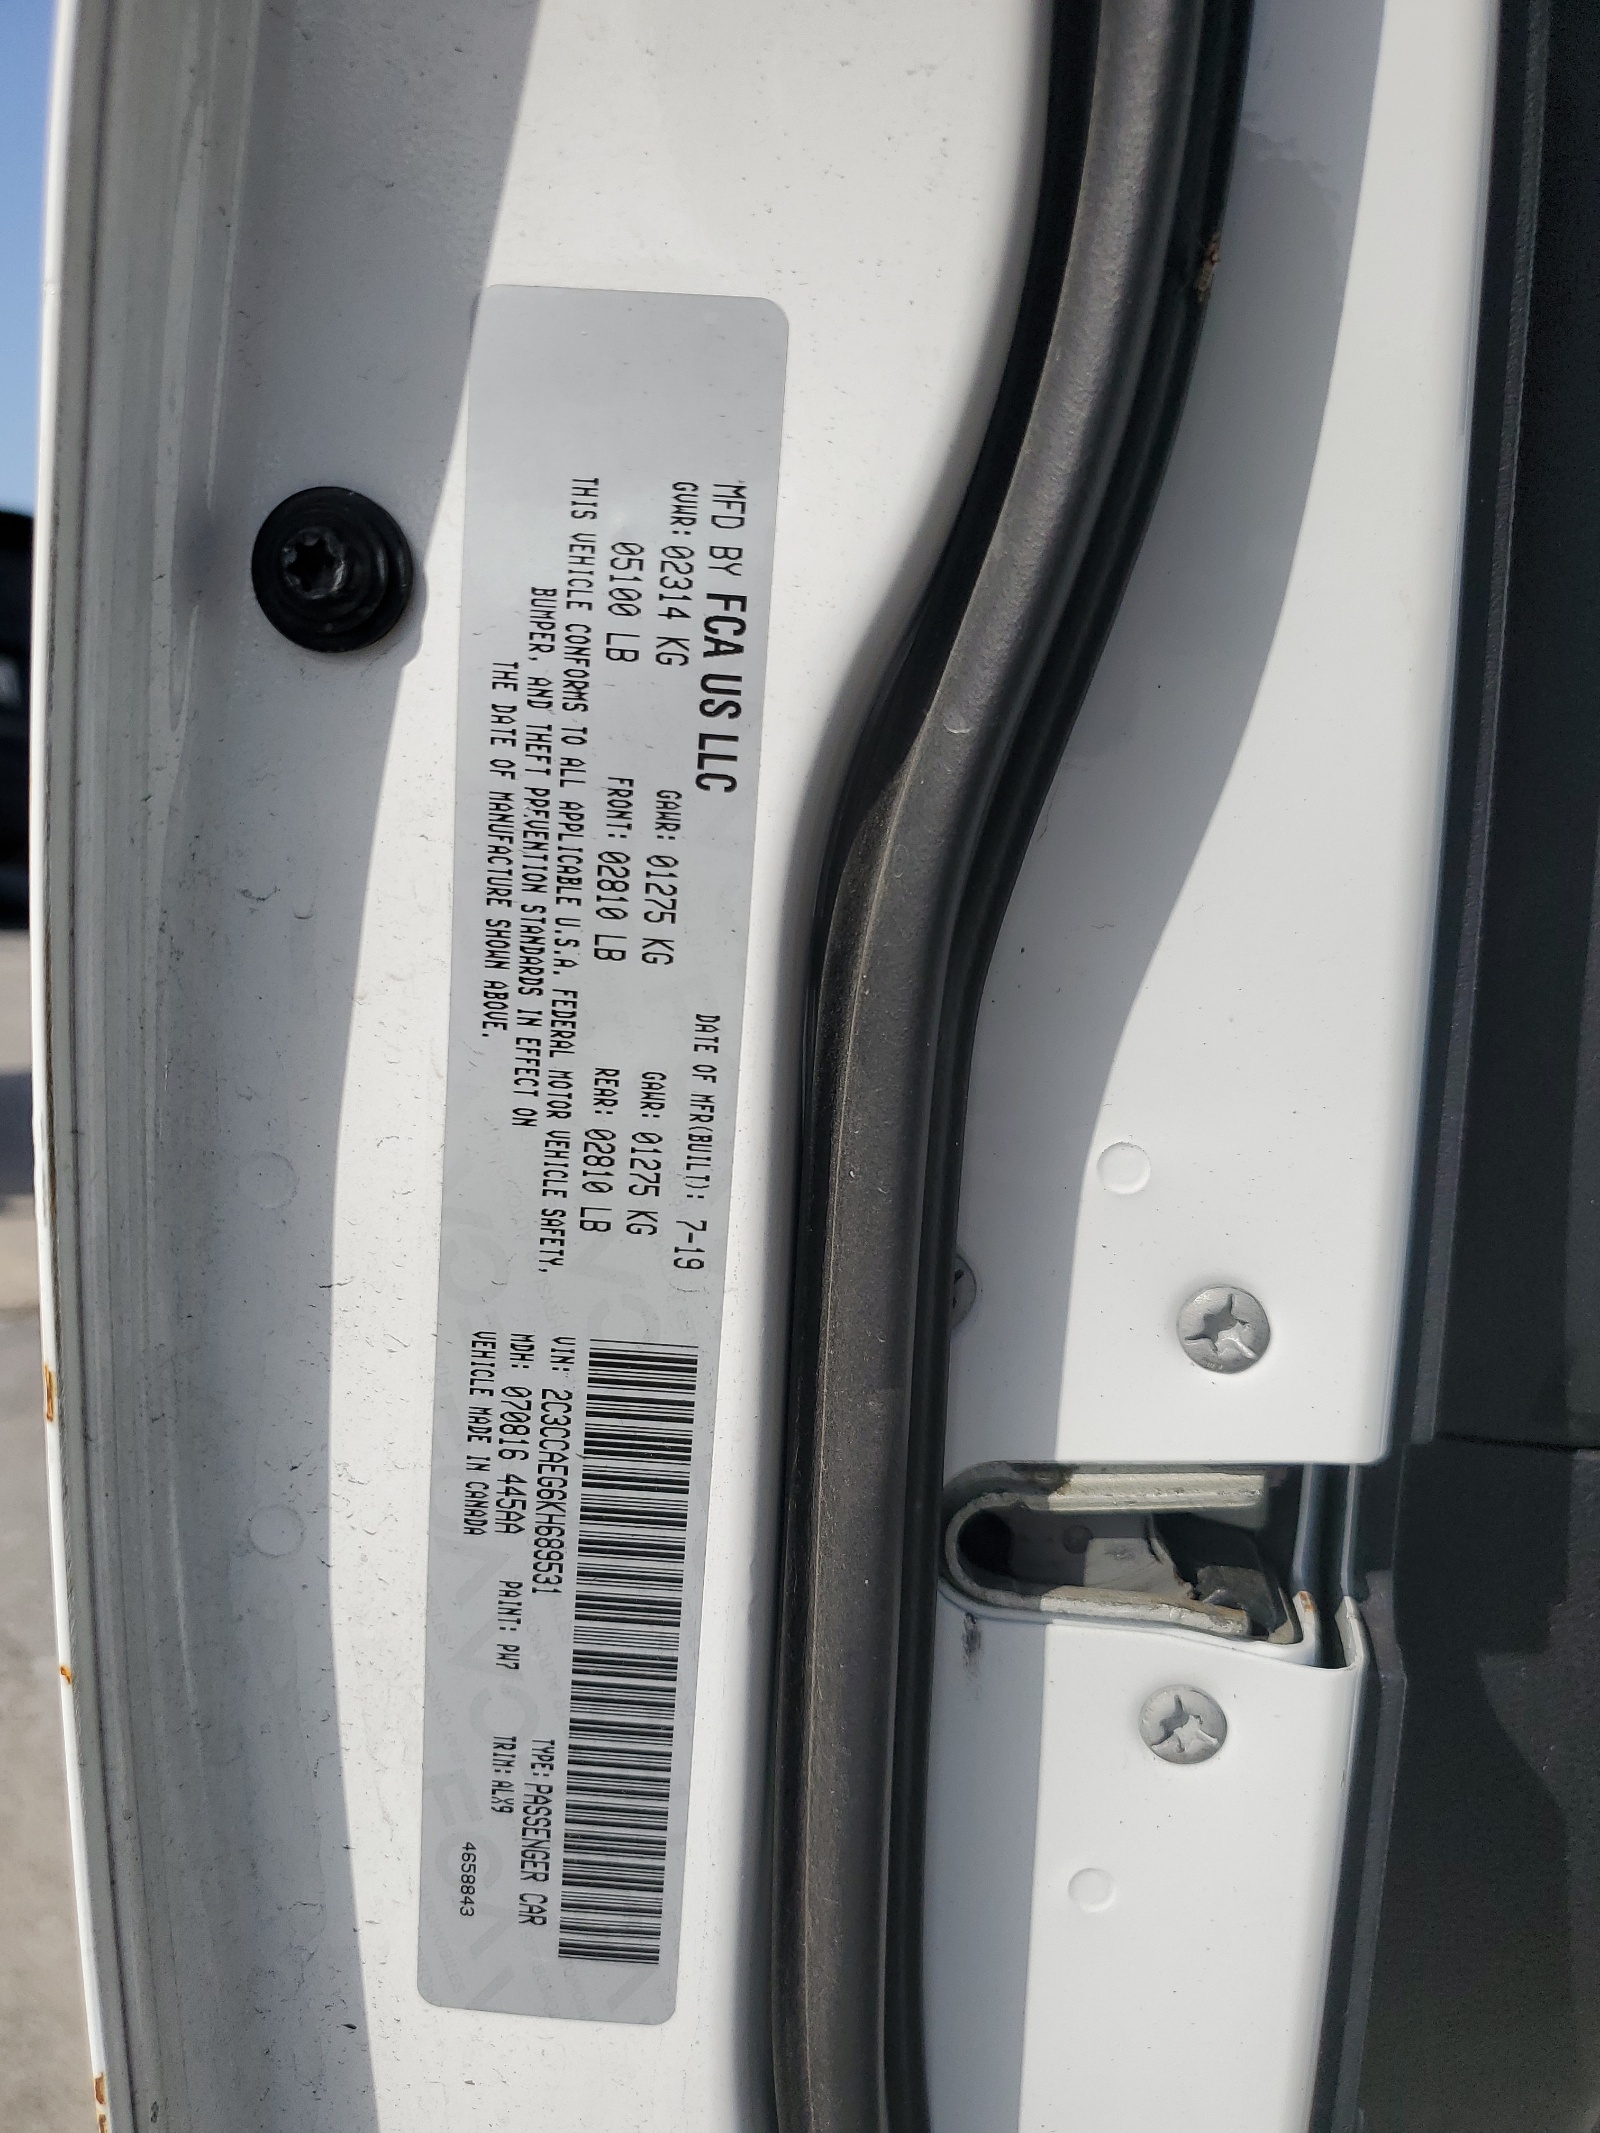 MFD BY FCA US LLC
DATE OF MFR(BUILT): 7-19
GVWR: 02314 KG
GAWR: 01275 KG
GAWR: 01275 KG
05100 LB
FRONT: 02810 LB
REAR: 02810 LB
THIS VEHICLE CONFORMS TO ALL APPLICABLE U.S.A. FEDERAL MOTOR VEHICLE SAFETY,
BUMPER, AND THEFT PREVENTION STANDARDS IN EFFECT ON
THE DATE OF MANUFACTURE SHOWN ABOVE.
VIN: 2C3CCAEG6KH689531
TYPE: PASSENGER CAR
MDH: 070816 445AA
PAINT: PW7
TRIM: ALX9
VEHICLE MADE IN CANADA
4658843